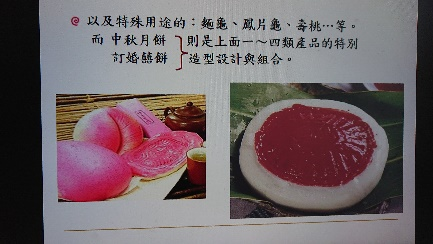 以及特殊用途的：麵龜、鳳片龜、壽桃…等。
而 中秋月餅 則是上面一～四類產品的特別
訂婚囍餅 造型設計與組合。